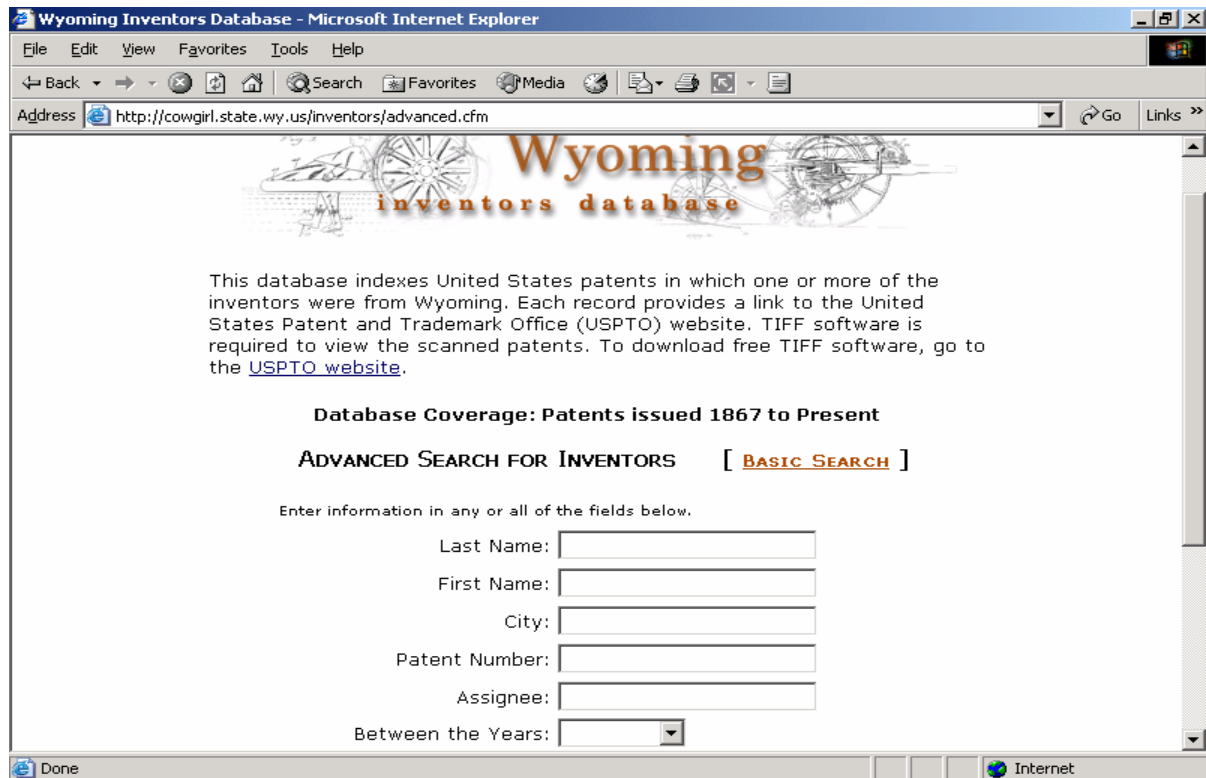 Wyoming Inventors Database - Microsoft Internet Explorer
File Edit View Favorites Tools Help
Back Search Favorites Media
Address http://cowgirl.state.wy.us/inventors/advanced.cfm Go Links »
Wyoming
inventors database
This database indexes United States patents in which one or more of the
inventors were from Wyoming. Each record provides a link to the United
States Patent and Trademark Office (USPTO) website. TIFF software is
required to view the scanned patents. To download free TIFF software, go to
the USPTO website.
Database Coverage: Patents issued 1867 to Present
ADVANCED SEARCH FOR INVENTORS [ BASIC SEARCH ]
Enter information in any or all of the fields below.
Last Name:
First Name:
City:
Patent Number:
Assignee:
Between the Years:
Done Internet